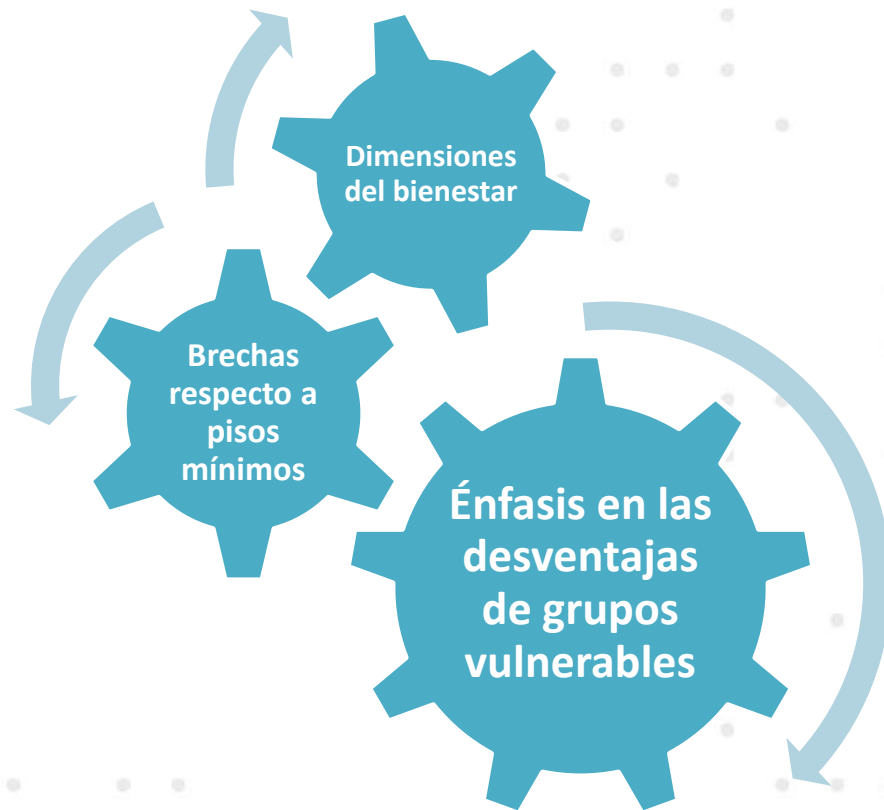 Dimensiones
del bienestar
Brechas
respecto a
pisos
mínimos
Énfasis en las
desventajas
de grupos
vulnerables